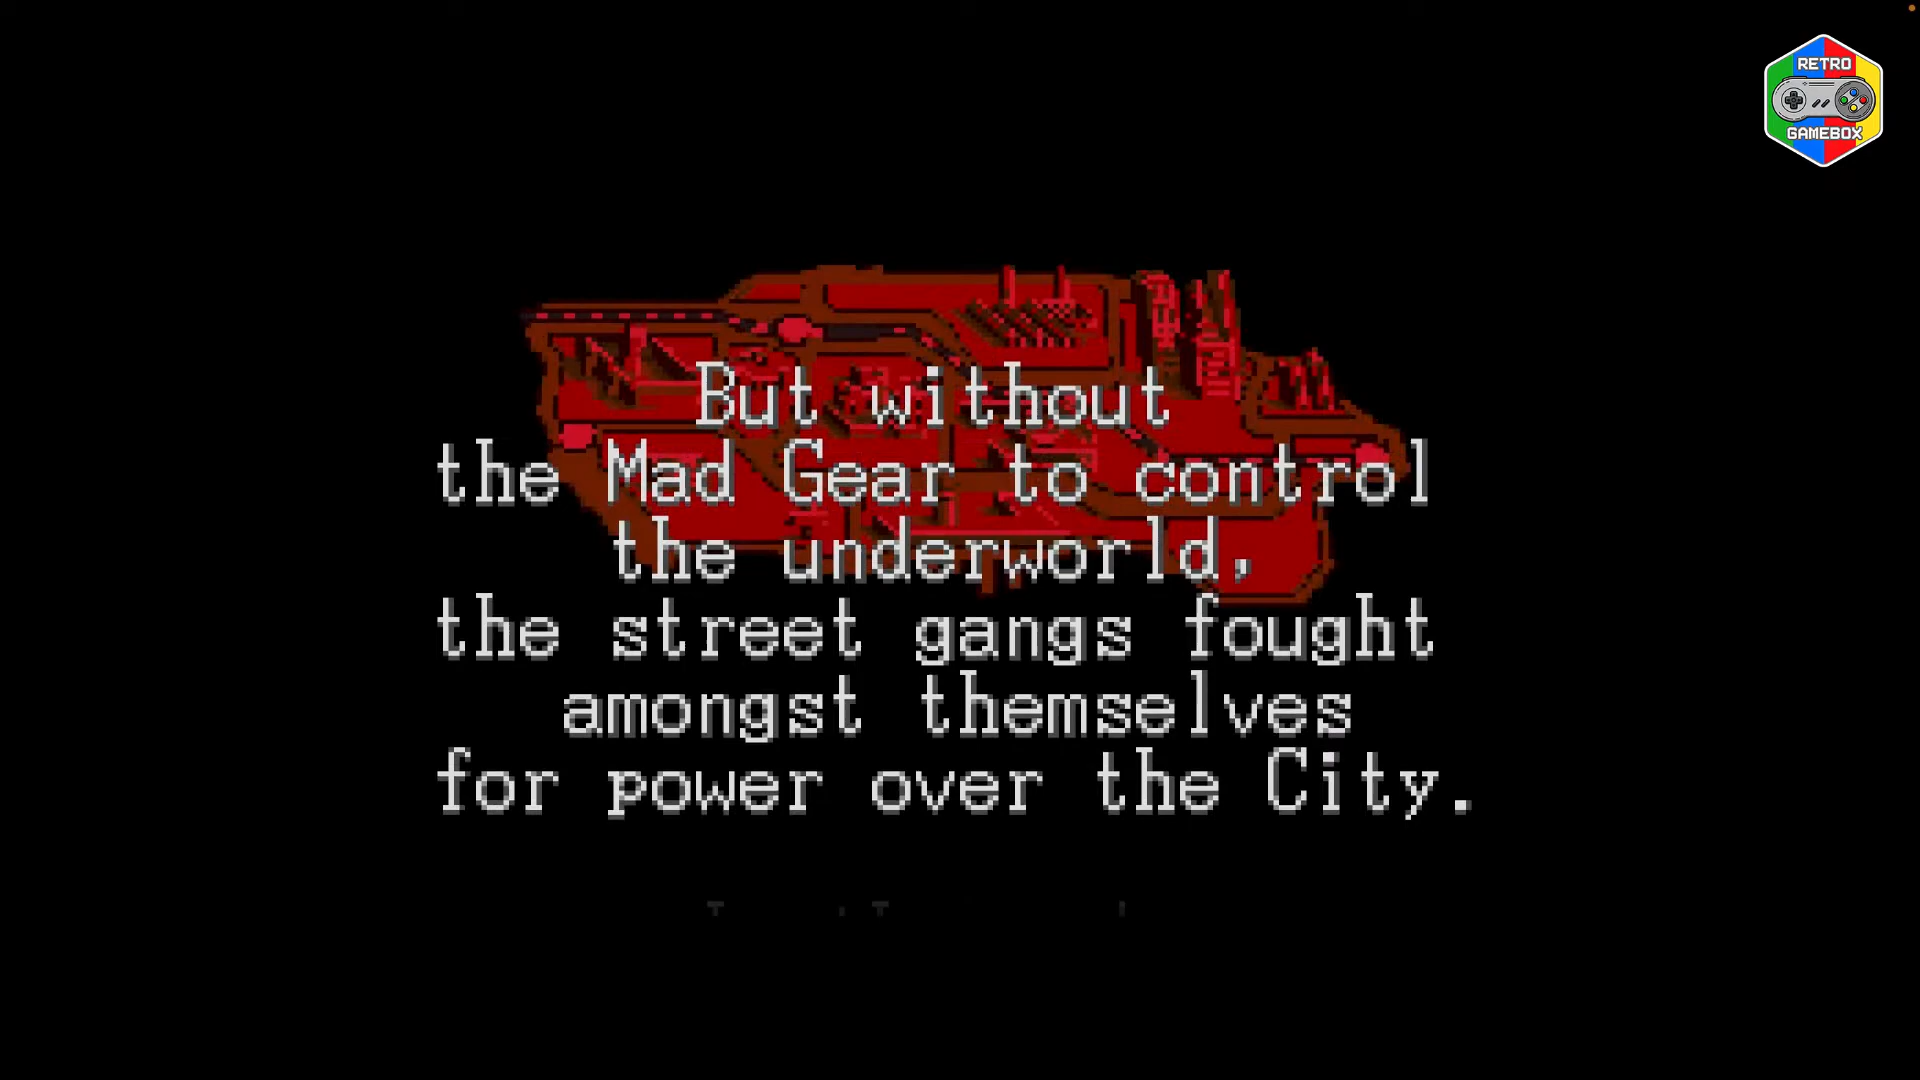 RETRO
GAMEBOX
But without
the Mad Gear to control
the underworld,
the street gangs fought
amongst themselves
for power over the City.